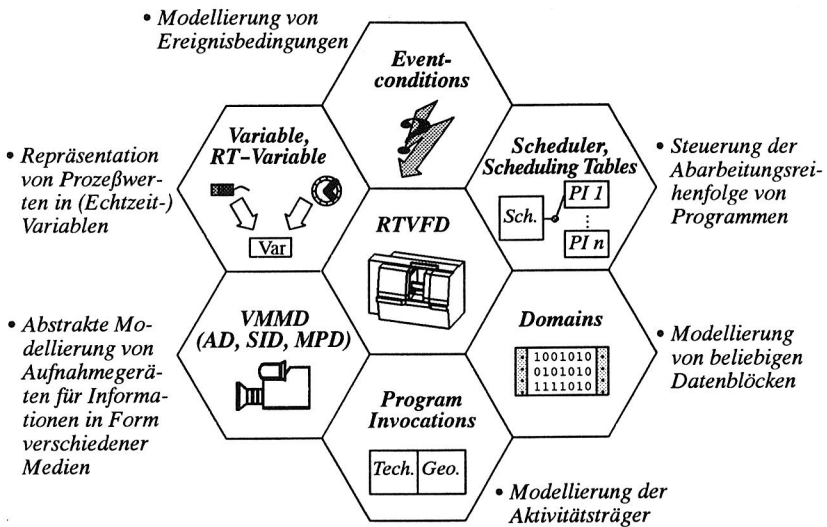 • Modellierung von
Ereignisbedingungen
Event-
conditions
Variable,
RT-Variable
Var
• Repräsentation
von Prozeßwer-
ten in (Echtzeit-)
Variablen
Scheduler,
Scheduling Tables
Sch.
PI 1
PI n
• Steuerung der
Abarbeitungsrei-
henfolge von
Programmen
RTVFD
VMMD
(AD, SID, MPD)
• Abstrakte Mo-
dellierung von
Aufnahmegerä-
ten für Informa-
tionen in Form
verschiedener
Medien
Domains
1001010
0101010
1111010
• Modellierung
von beliebigen
Datenblöcken
Program
Invocations
Tech. Geo.
• Modellierung der
Aktivitätsträger